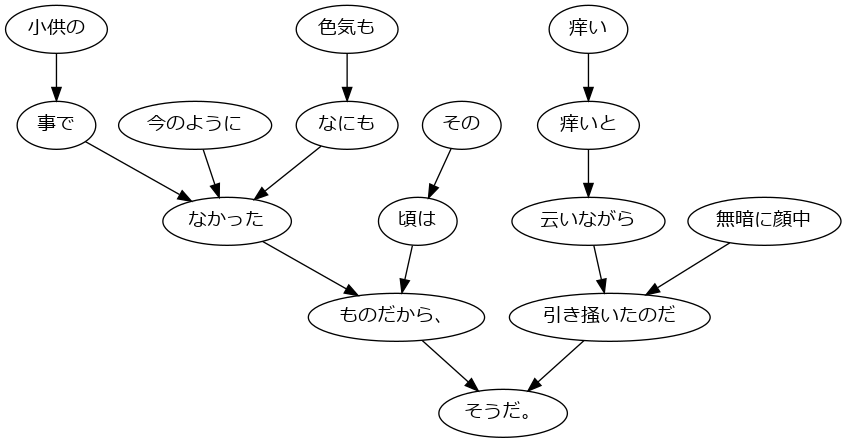 小供の
色気も
痒い
事で
今のように
なにも
その
痒いと
なかった
頃は
云いながら
無暗に顔中
ものだから、
引き掻いたのだ
そうだ。